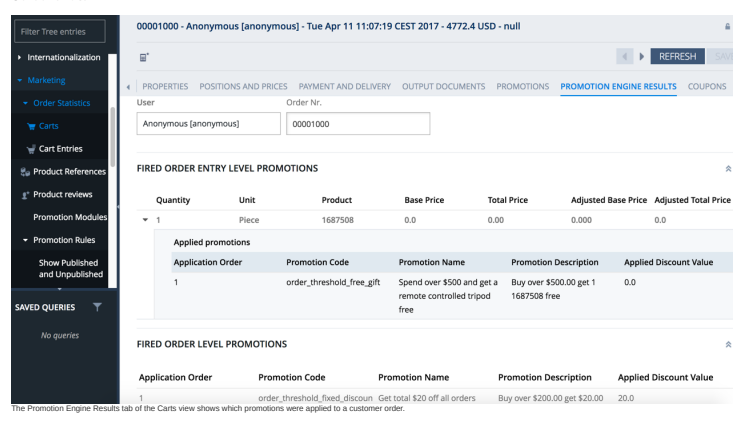 Filter Tree entries
Internationalization
Marketing
Order Statistics
Carts
Cart Entries
Product References
Product reviews
Promotion Modules
Promotion Rules
Show Published
and Unpublished
SAVED QUERIES
No queries
00001000 - Anonymous [anonymous] - Tue Apr 11 11:07:19 CEST 2017 - 4772.4 USD - null
REFRESH SAV
PROPERTIES POSITIONS AND PRICES PAYMENT AND DELIVERY OUTPUT DOCUMENTS PROMOTIONS PROMOTION ENGINE RESULTS COUPONS
User Order Nr.
Anonymous [anonymous] 00001000
FIRED ORDER ENTRY LEVEL PROMOTIONS
Quantity Unit Product Base Price Total Price Adjusted Base Price Adjusted Total Price
1 Piece 1687508 0.0 0.00 0.000 0.0
Applied promotions
Application Order Promotion Code Promotion Name Promotion Description Applied Discount Value
1 order_threshold_free_gift Spend over $500 and get a Buy over $500.00 get 1 0.0
remote controlled tripod 1687508 free
free
FIRED ORDER LEVEL PROMOTIONS
Application Order Promotion Code Promotion Name Promotion Description Applied Discount Value
1 order_threshold_fixed_discoun Get total $20 off all orders Buy over $200.00 get $20.00 20.0
The Promotion Engine Results tab of the Carts view shows which promotions were applied to a customer order.